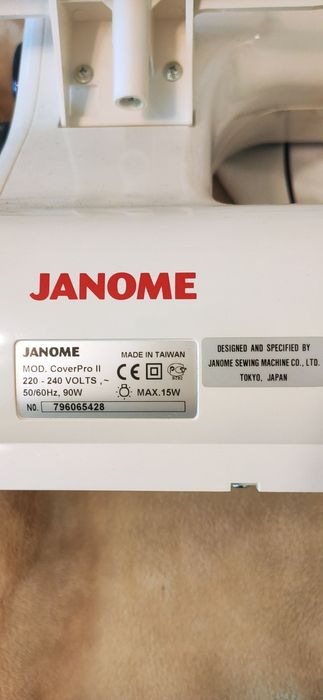 JANOME
JANOME MADE IN TAIWAN
MOD. CoverPro II
220 - 240 VOLTS , ~
50/60Hz, 90W MAX.15W
NO. 796065428
DESIGNED AND SPECIFIED BY
JANOME SEWING MACHINE CO., LTD.
TOKYO, JAPAN